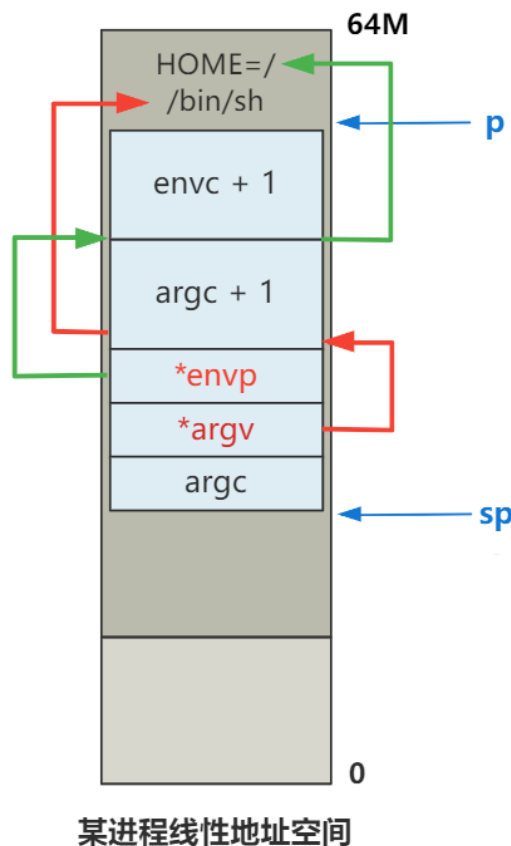 64M
HOME=/
/bin/sh
p
envc + 1
argc + 1
*envp
*argv
argc
sp
0
某进程线性地址空间